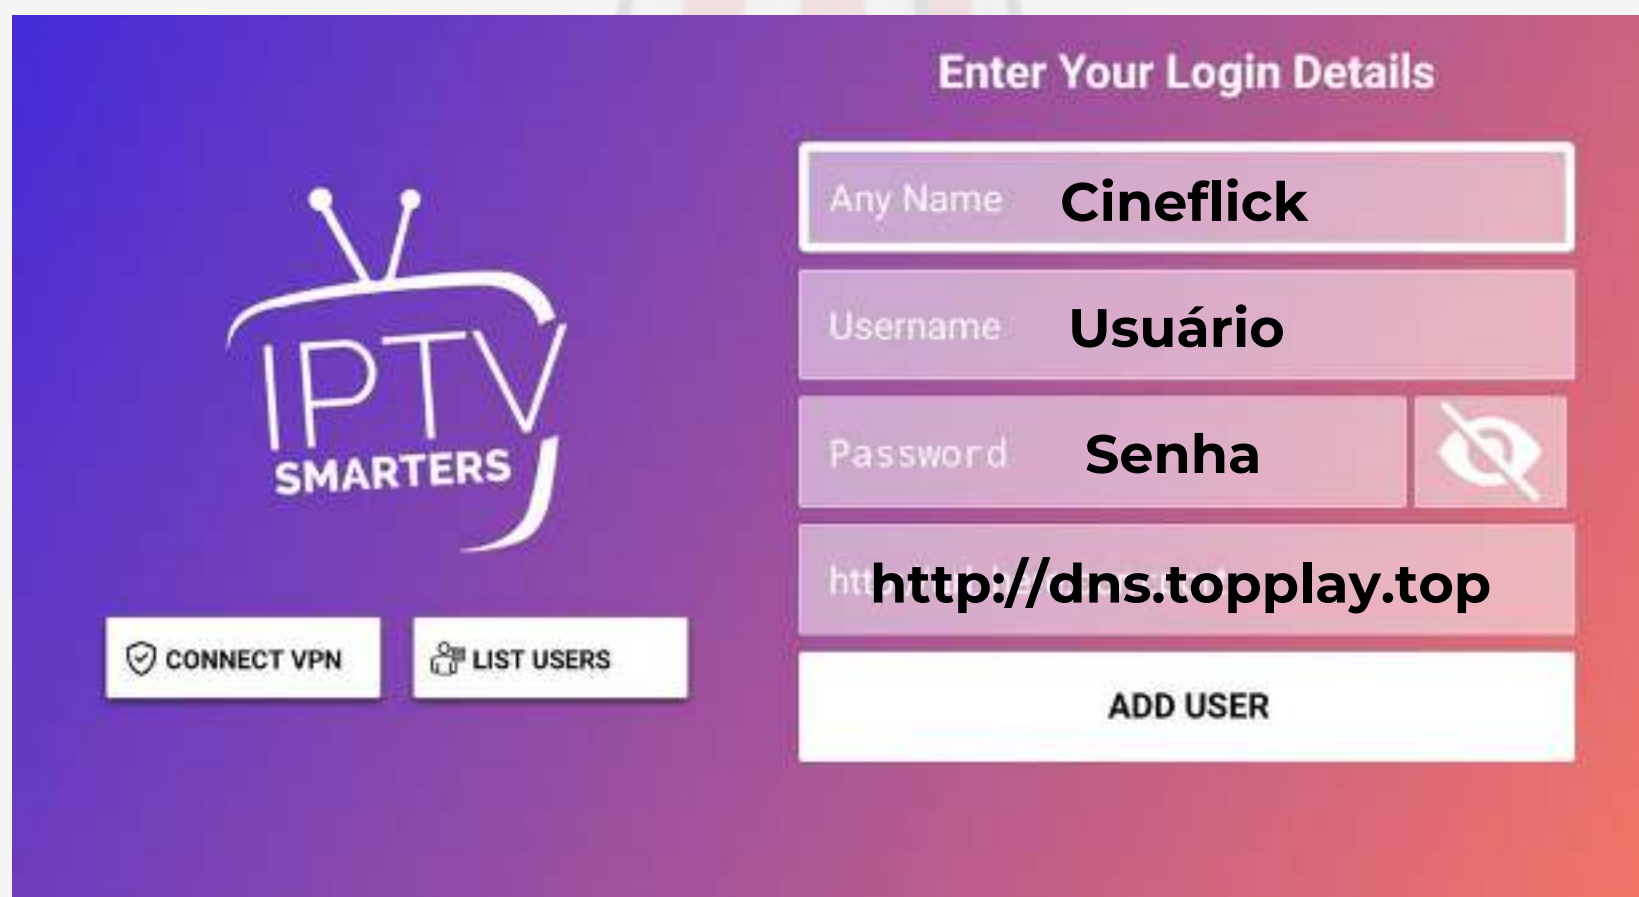 Enter Your Login Details
Any Name Cineflick
Username Usuário
Password Senha
http://dns.topplay.top
ADD USER
IPTV
SMARTERS
CONNECT VPN
LIST USERS